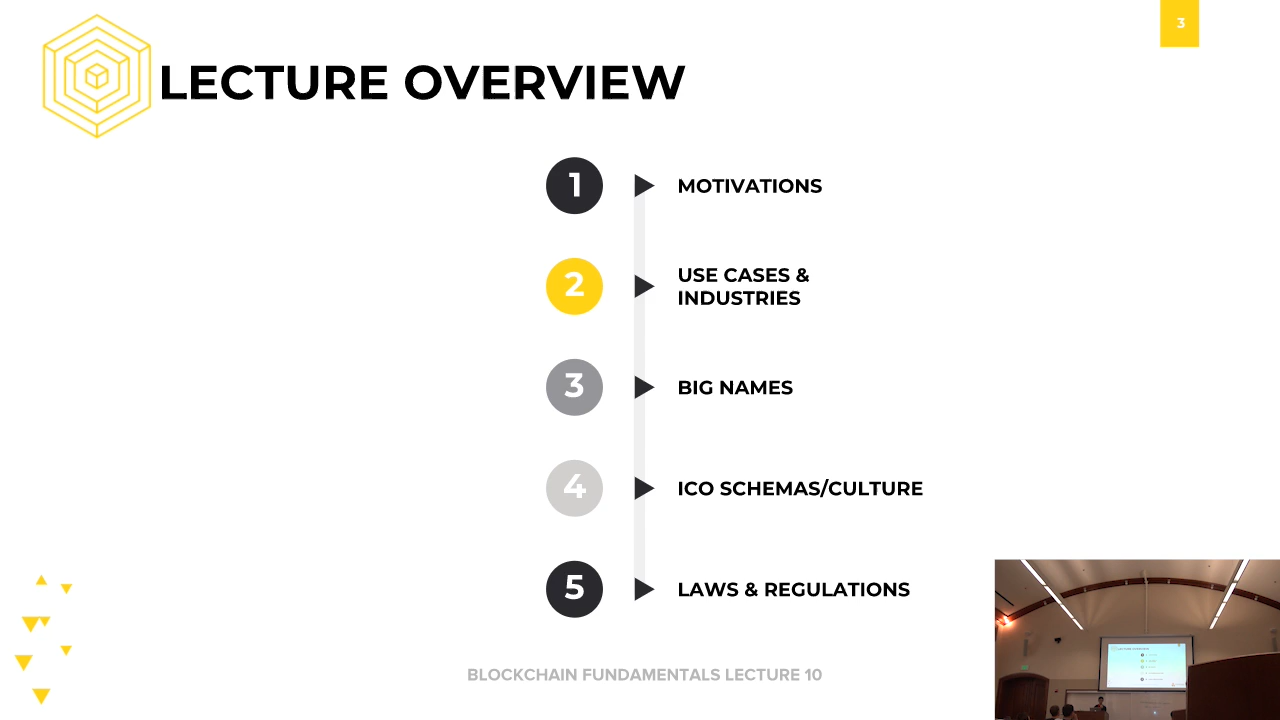 3
LECTURE OVERVIEW
1
MOTIVATIONS
2
USE CASES &
INDUSTRIES
3
BIG NAMES
4
ICO SCHEMAS/CULTURE
5
LAWS & REGULATIONS
BLOCKCHAIN FUNDAMENTALS LECTURE 10